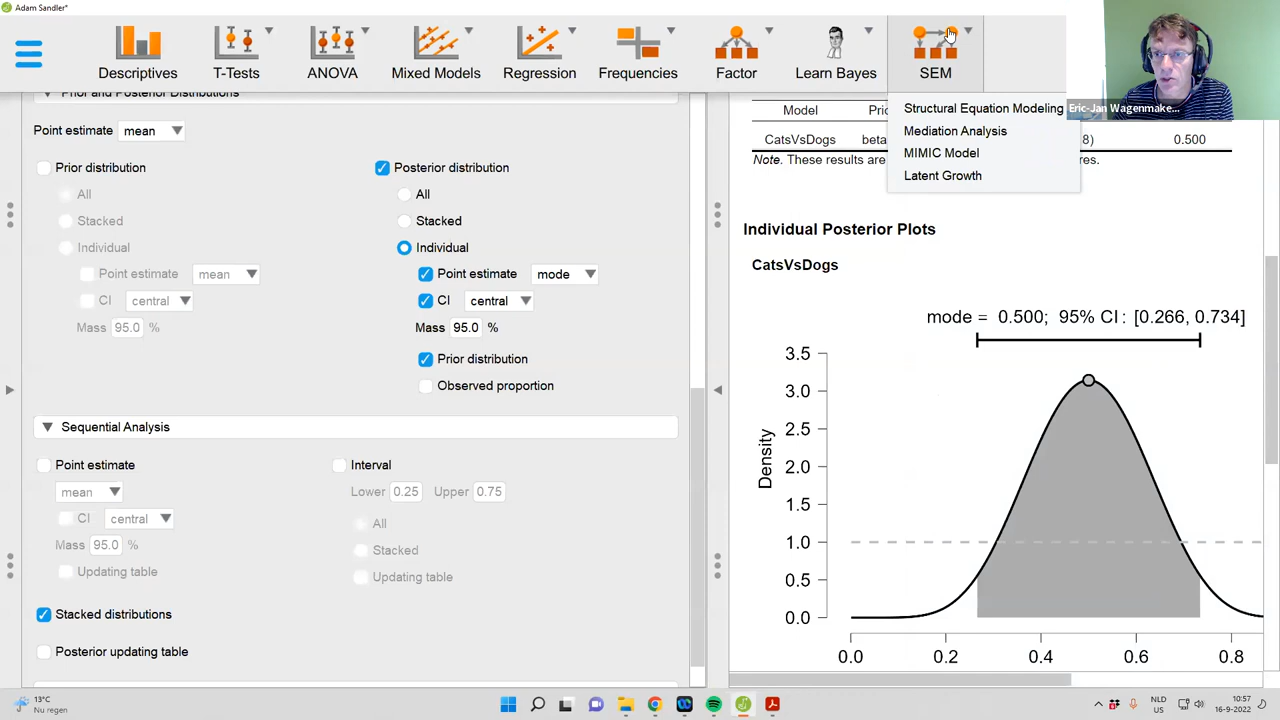 Adam Sandler*
Descriptives
T-Tests
ANOVA
Mixed Models
Regression
Frequencies
Factor
Learn Bayes
SEM
Structural Equation Modeling
Mediation Analysis
MIMIC Model
Latent Growth
Eric-Jan Wagenmake...
Prior and Posterior Distributions
Point estimate mean
Prior distribution
All
Stacked
Individual
Point estimate mean
CI central
Mass 95.0 %
Posterior distribution
All
Stacked
Individual
Point estimate mode
CI central
Mass 95.0 %
Prior distribution
Observed proportion
Sequential Analysis
Point estimate
mean
CI central
Mass 95.0 %
Updating table
Interval
Lower 0.25 Upper 0.75
All
Stacked
Updating table
Stacked distributions
Posterior updating table
Model
CatsVsDogs beta 8) 0.500
Note. These results are res.
Individual Posterior Plots
CatsVsDogs
mode = 0.500; 95% CI: [0.266, 0.734]
3.5
3.0
2.5
2.0
1.5
1.0
0.5
0.0
Density
0.0 0.2 0.4 0.6 0.8
13°C
Nu regen
NLD
US
10:57
16-9-2022